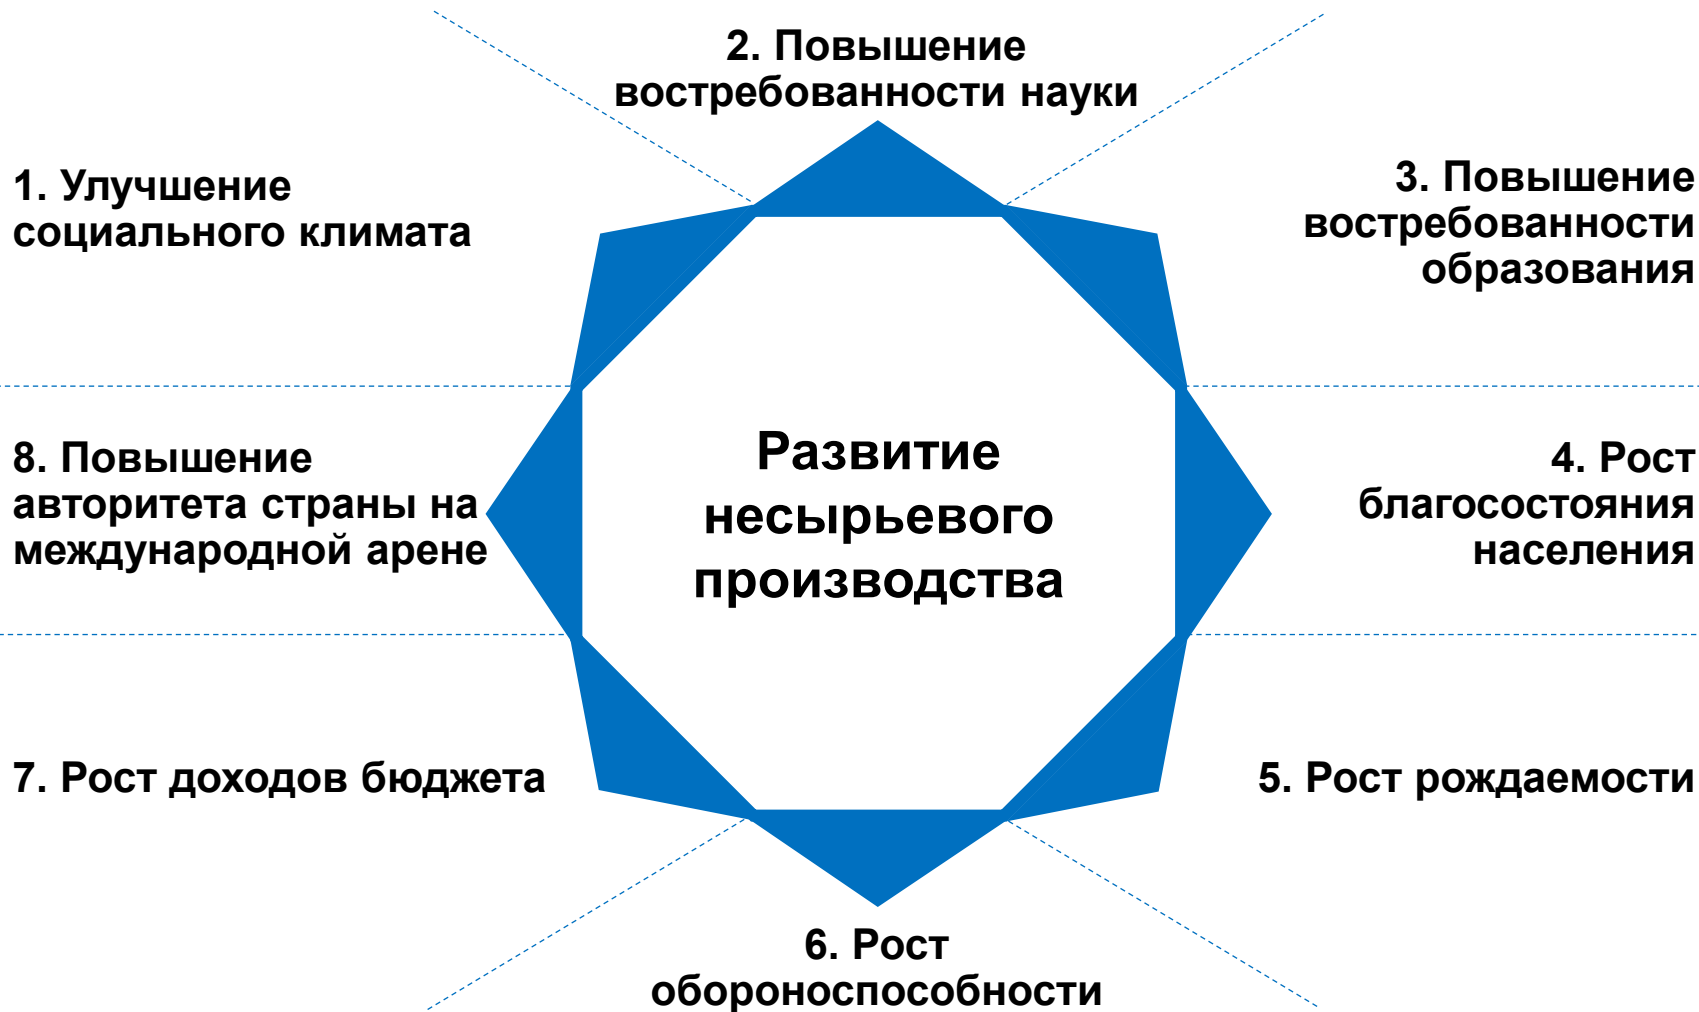 2. Повышение
востребованности науки
1. Улучшение
социального климата
3. Повышение
востребованности
образования
8. Повышение
авторитета страны на
международной арене
Развитие
несырьевого
производства
4. Рост
благосостояния
населения
7. Рост доходов бюджета
5. Рост рождаемости
6. Рост
обороноспособности